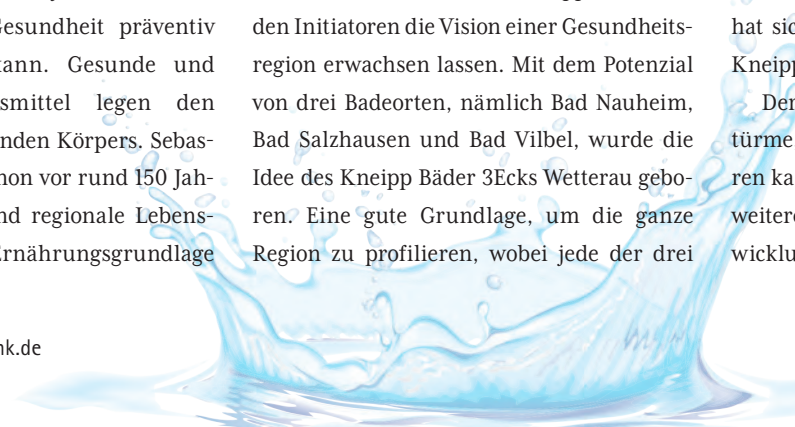 Gesundheit präventiv
kann. Gesunde und
smittel legen den
nden Körpers. Sebas-
hon vor rund 150 Jah-
nd regionale Lebens-
Ernährungsgrundlage
nk.de
den Initiatoren die Vision einer Gesundheits-
region erwachsen lassen. Mit dem Potenzial
von drei Badeorten, nämlich Bad Nauheim,
Bad Salzhausen und Bad Vilbel, wurde die
Idee des Kneipp Bäder 3Ecks Wetterau gebo-
ren. Eine gute Grundlage, um die ganze
Region zu profilieren, wobei jede der drei
hat sic
Kneipp
türme
ren ka
weitere
wicklu